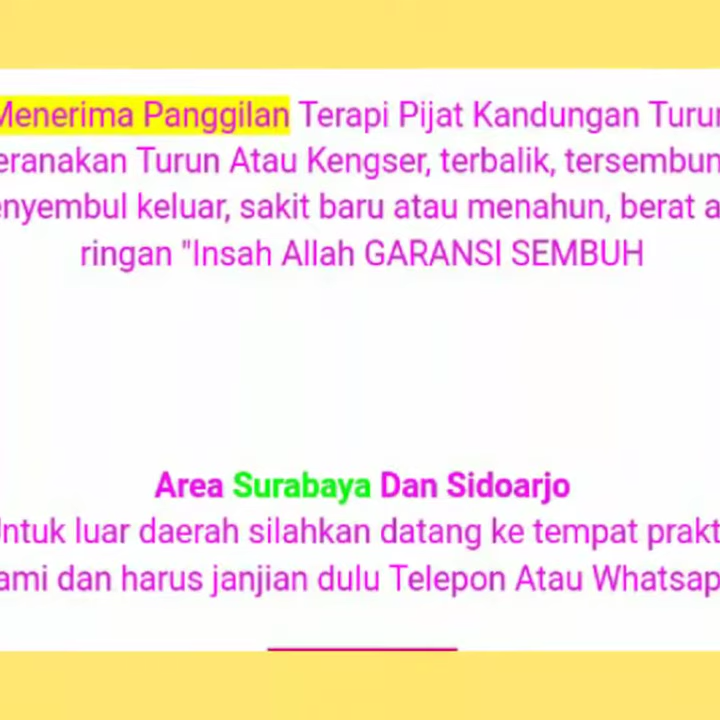 Menerima Panggilan Terapi Pijat Kandungan Turun
eranakan Turun Atau Kengser, terbalik, tersembun
enyembul keluar, sakit baru atau menahun, berat a
ringan "Insah Allah GARANSI SEMBUH
Area Surabaya Dan Sidoarjo
Untuk luar daerah silahkan datang ke tempat prakt
ami dan harus janjian dulu Telepon Atau Whatsap